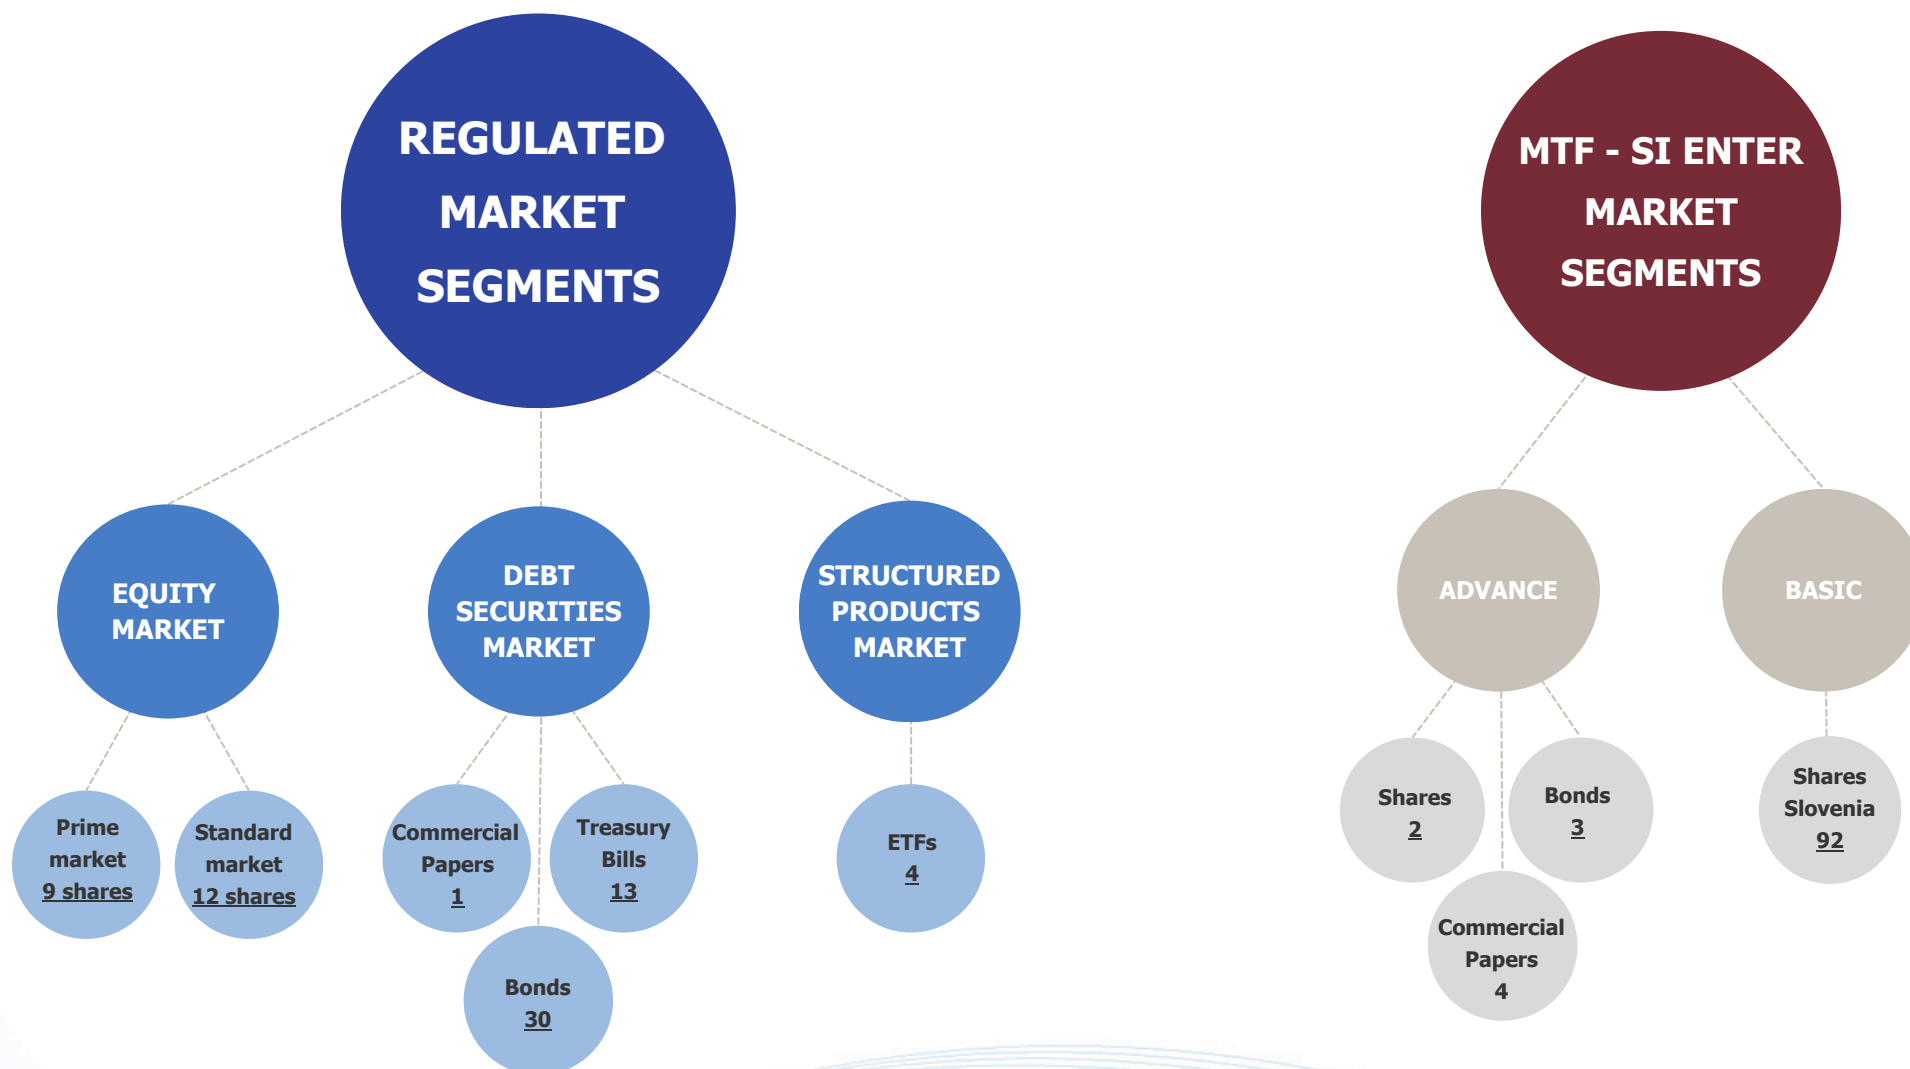 REGULATED
MARKET
SEGMENTS
MTF - SI ENTER
MARKET
SEGMENTS
EQUITY
MARKET
DEBT
SECURITIES
MARKET
STRUCTURED
PRODUCTS
MARKET
ADVANCE
BASIC
Prime
market
9 shares
Standard
market
12 shares
Commercial
Papers
1
Treasury
Bills
13
Bonds
30
ETFs
4
Shares
2
Bonds
3
Commercial
Papers
4
Shares
Slovenia
92